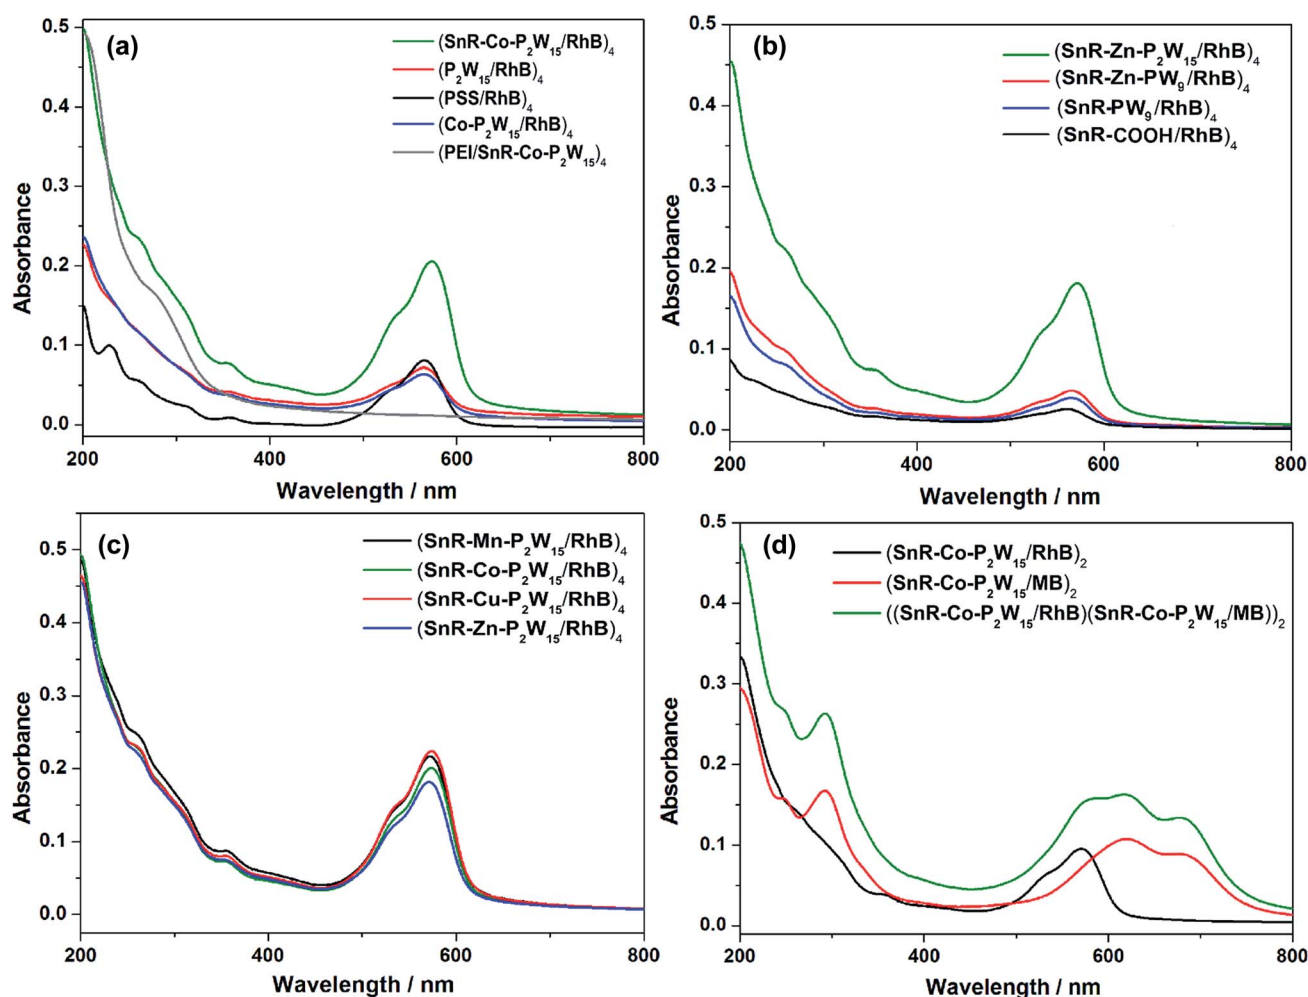 (a)
(SnR-Co-P₂W₁₅/RhB)₄
(P₂W₁₅/RhB)₄
(PSS/RhB)₄
(Co-P₂W₁₅/RhB)₄
(PEI/SnR-Co-P₂W₁₅)₄
0.5
0.4
0.3
0.2
0.1
0.0
Absorbance
200
400
600
800
Wavelength / nm
(b)
(SnR-Zn-P₂W₁₅/RhB)₄
(SnR-Zn-PW₉/RhB)₄
(SnR-PW₉/RhB)₄
(SnR-COOH/RhB)₄
0.5
0.4
0.3
0.2
0.1
0.0
Absorbance
200
400
600
800
Wavelength / nm
(c)
(SnR-Mn-P₂W₁₅/RhB)₄
(SnR-Co-P₂W₁₅/RhB)₄
(SnR-Cu-P₂W₁₅/RhB)₄
(SnR-Zn-P₂W₁₅/RhB)₄
0.5
0.4
0.3
0.2
0.1
0.0
Absorbance
200
400
600
800
Wavelength / nm
(d)
(SnR-Co-P₂W₁₅/RhB)₂
(SnR-Co-P₂W₁₅/MB)₂
((SnR-Co-P₂W₁₅/RhB)(SnR-Co-P₂W₁₅/MB))₂
0.5
0.4
0.3
0.2
0.1
0.0
Absorbance
200
400
600
800
Wavelength / nm